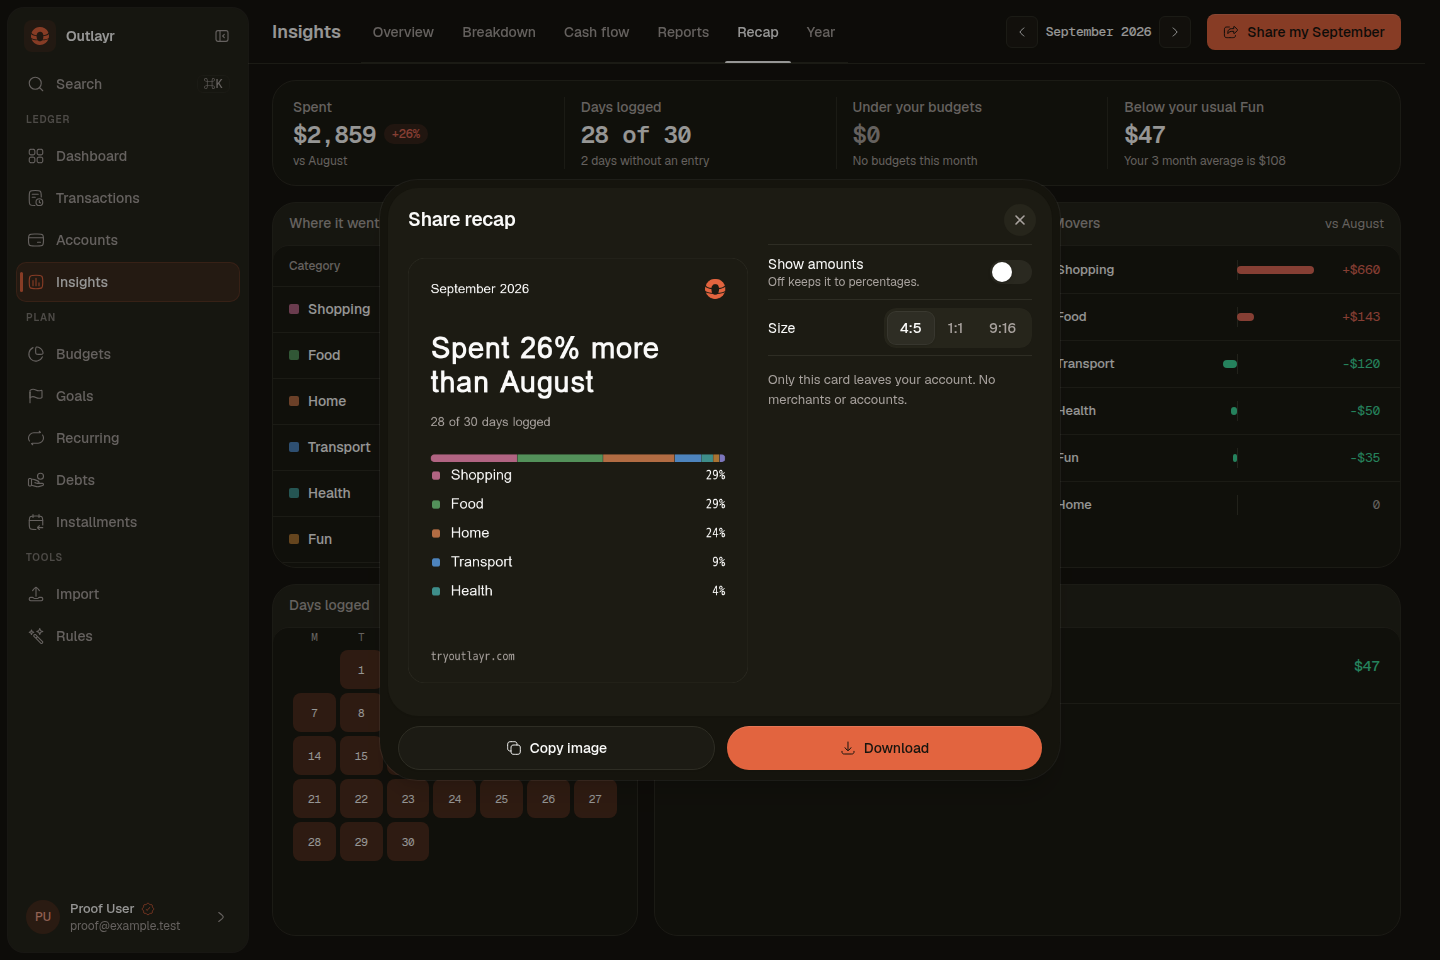 Outlayr
Search ⌘K
LEDGER
Dashboard
Transactions
Accounts
Insights
PLAN
Budgets
Goals
Recurring
Debts
Installments
TOOLS
Import
Rules
PU
Proof User
proof@example.test
Insights
Overview Breakdown Cash flow Reports Recap Year
September 2026
Share my September
Spent
$2,859 +26%
vs August
Days logged
28 of 30
2 days without an entry
Under your budgets
$0
No budgets this month
Below your usual Fun
$47
Your 3 month average is $108
Where it went
Category
Shopping
Food
Home
Transport
Health
Fun
Movers vs August
Shopping +$660
Food +$143
Transport -$120
Health -$50
Fun -$35
Home 0
Days logged
M T
1
7 8
14 15
21 22 23 24 25 26 27
28 29 30
$47
Share recap
September 2026
Spent 26% more
than August
28 of 30 days logged
Shopping 29%
Food 29%
Home 24%
Transport 9%
Health 4%
tryoutlayr.com
Show amounts
Off keeps it to percentages.
Size 4:5 1:1 9:16
Only this card leaves your account. No
merchants or accounts.
Copy image
Download